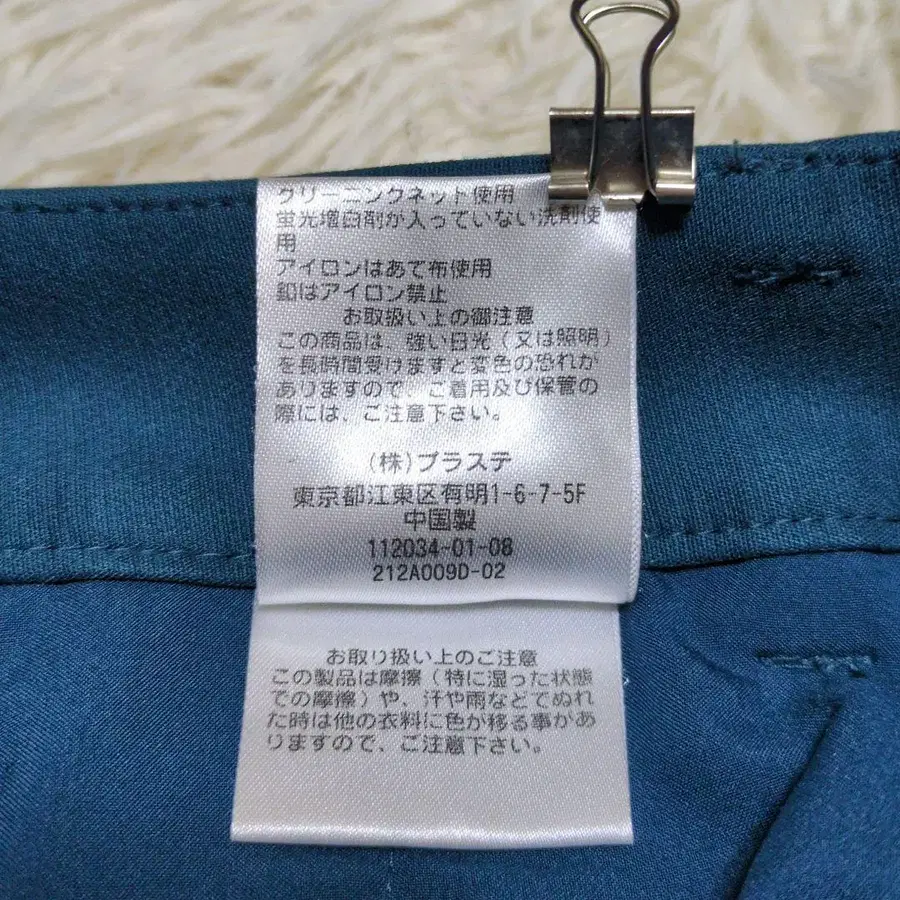 クリーニングネット使用
蛍光増白剤が入っていない洗剤使
用
アイロンはあて布使用
釦はアイロン禁止
お取扱い上の御注意
この商品は、強い日光(又は照明)
を長時間受けますと変色の恐れが
ありますので、ご着用及び保管の
際には、ご注意下さい。
(株)プラステ
東京都江東区有明1-6-7-5F
中国製
112034-01-08
212A009D-02
お取り扱い上のご注意
この製品は摩擦(特に湿った状態
での摩擦)や、汗や雨などでぬれ
た時は他の衣料に色が移る事があ
りますので、ご注意下さい。